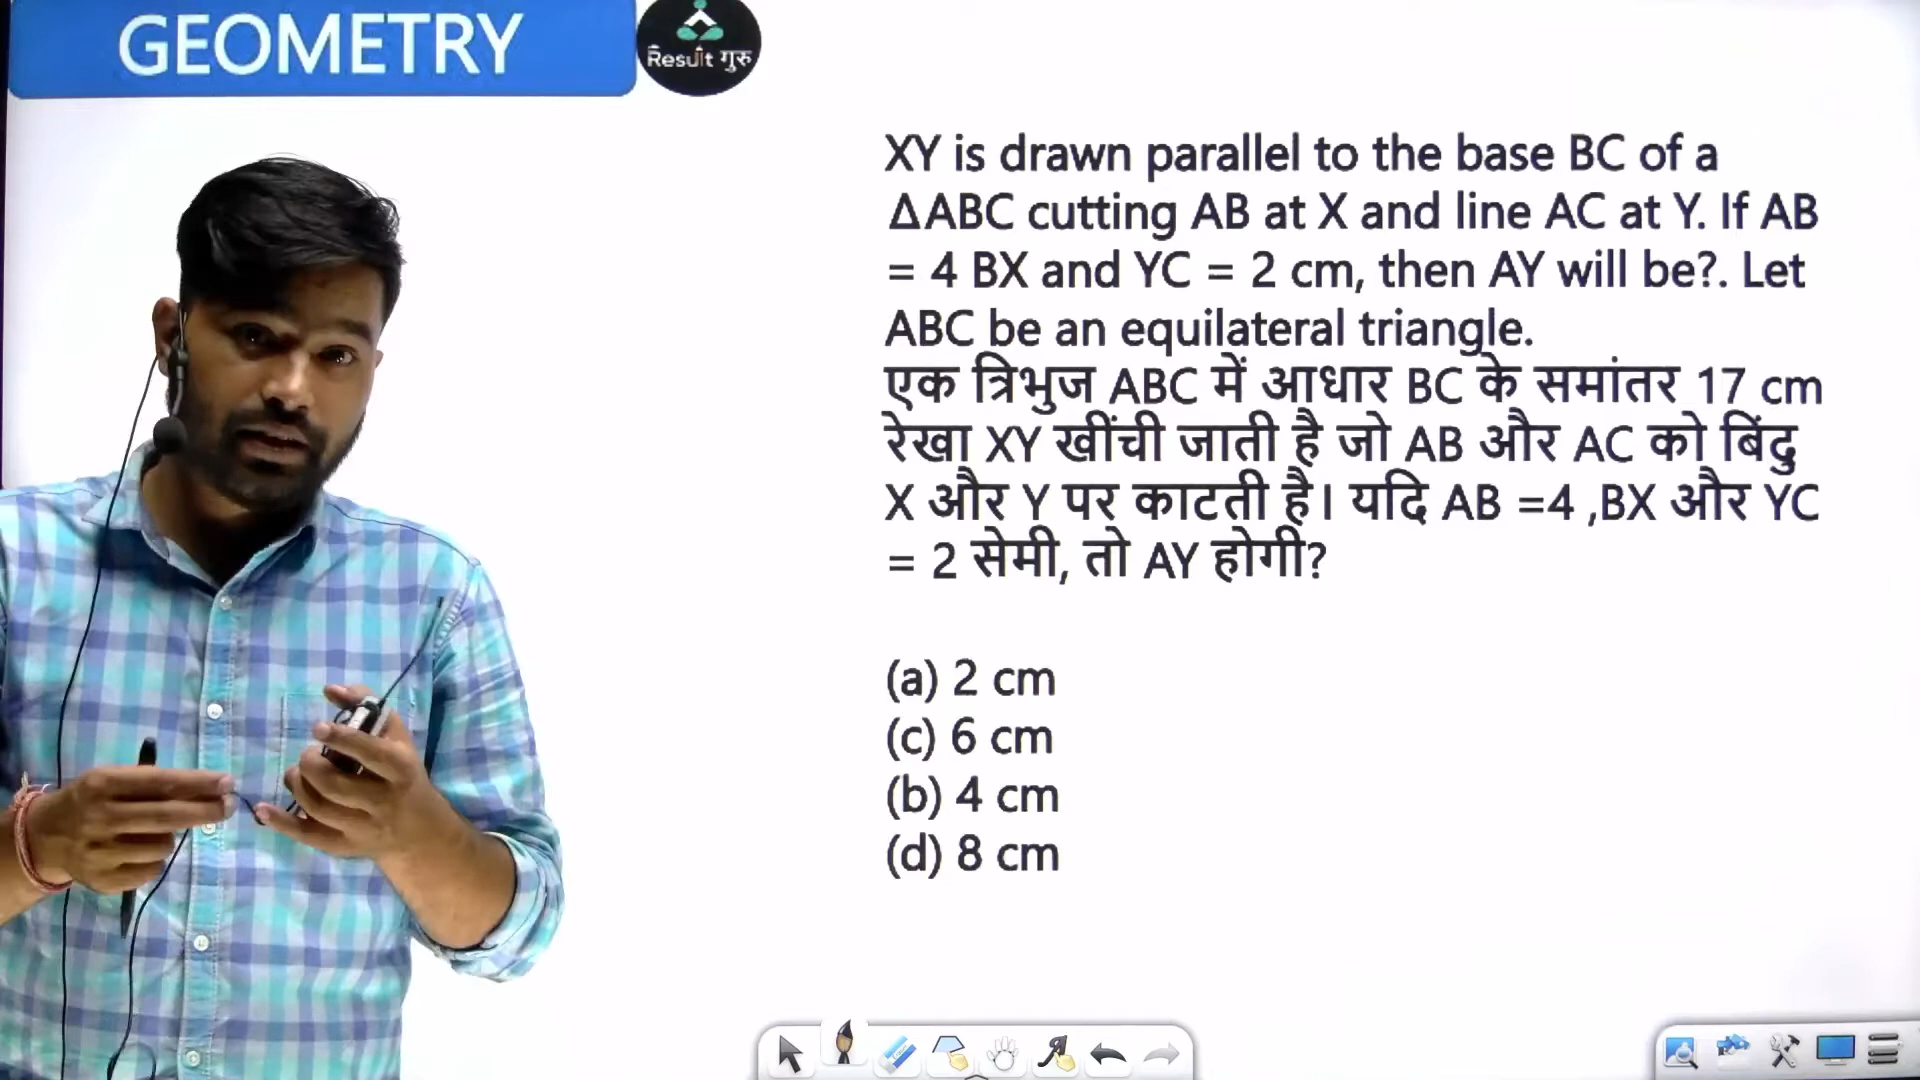 GEOMETRY
Result गुरु
XY is drawn parallel to the base BC of a
ΔABC cutting AB at X and line AC at Y. If AB
= 4 BX and YC = 2 cm, then AY will be?. Let
ABC be an equilateral triangle.
एक त्रिभुज ABC में आधार BC के समांतर 17 cm
रेखा XY खींची जाती है जो AB और AC को बिंदु
X और Y पर काटती है। यदि AB =4 ,BX और YC
= 2 सेमी, तो AY होगी?
(a) 2 cm
(c) 6 cm
(b) 4 cm
(d) 8 cm